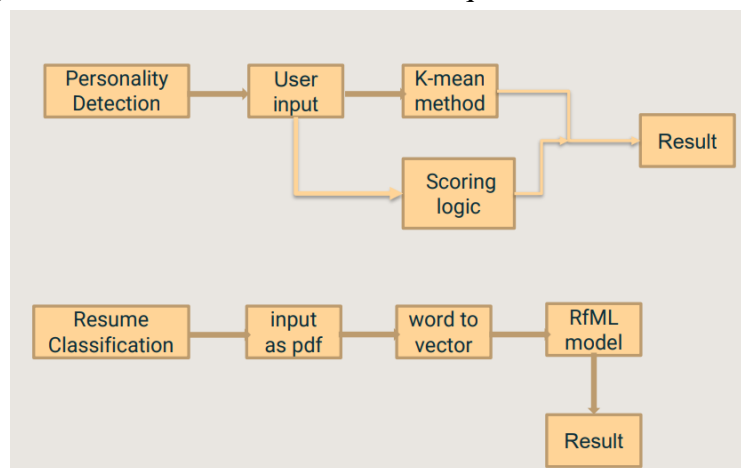 Personality
Detection
User
input
K-mean
method
Result
Scoring
logic
Resume
Classification
input
as pdf
word to
vector
RfML
model
Result